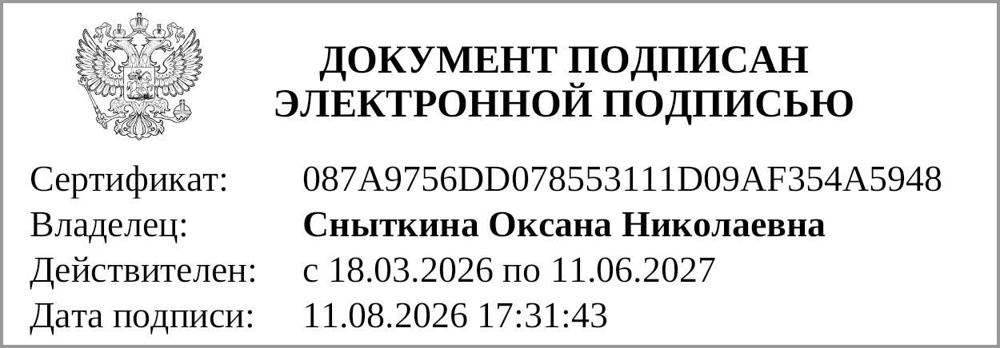 ДОКУМЕНТ ПОДПИСАН
ЭЛЕКТРОННОЙ ПОДПИСЬЮ
Сертификат: 087A9756DD078553111D09AF354A5948
Владелец: Сныткина Оксана Николаевна
Действителен: с 18.03.2026 по 11.06.2027
Дата подписи: 11.08.2026 17:31:43